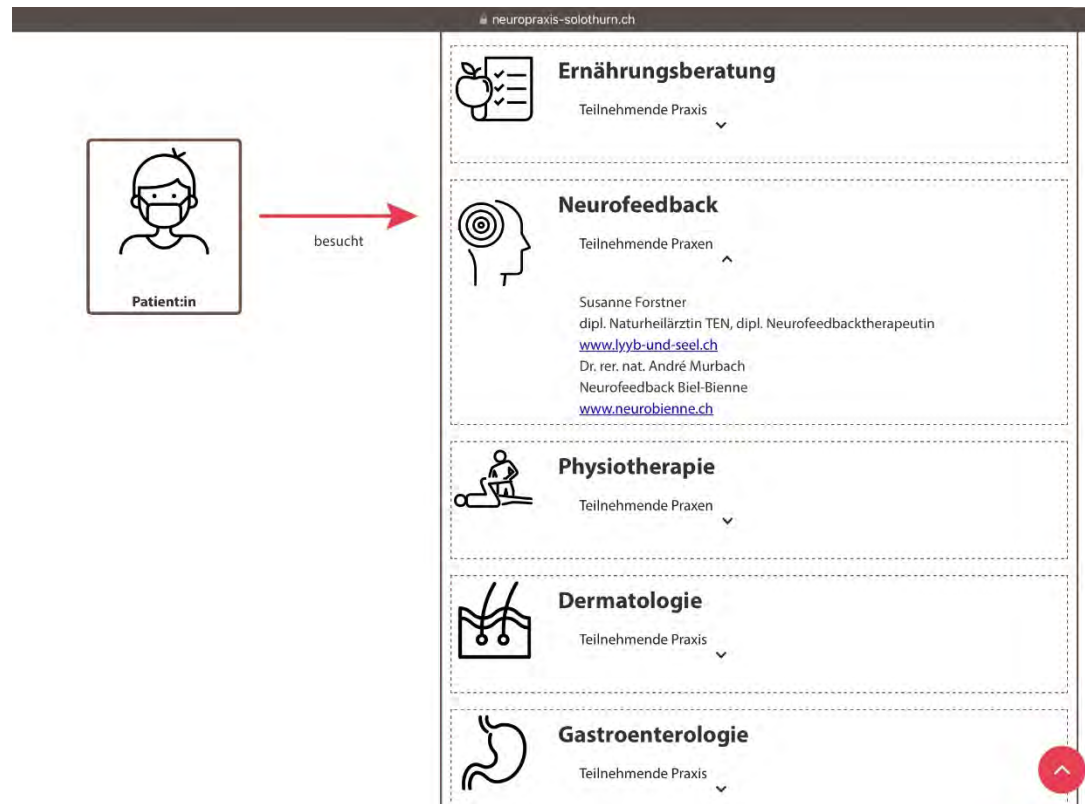 neuropraxis-solothurn.ch
Patient:in
besucht
Ernährungsberatung
Teilnehmende Praxis
Neurofeedback
Teilnehmende Praxen
Susanne Forstner
dipl. Naturheilärztin TEN, dipl. Neurofeedbacktherapeutin
www.lyyb-und-seel.ch
Dr. rer. nat. André Murbach
Neurofeedback Biel-Bienne
www.neurobienne.ch
Physiotherapie
Teilnehmende Praxen
Dermatologie
Teilnehmende Praxis
Gastroenterologie
Teilnehmende Praxis